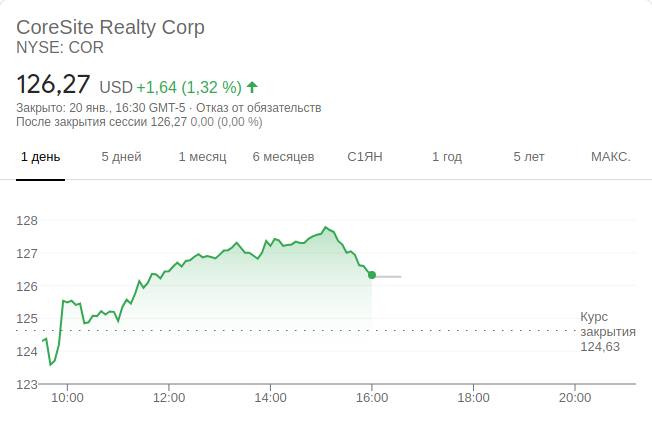 CoreSite Realty Corp
NYSE: COR
126,27 USD +1,64 (1,32 %)
Закрыто: 20 янв., 16:30 GMT-5 · Отказ от обязательств
После закрытия сессии 126,27 0,00 (0,00 %)
1 день 5 дней 1 месяц 6 месяцев С1ЯН 1 год 5 лет МАКС.
128
127
126
125
124
123
Курс
закрытия
124,63
10:00 12:00 14:00 16:00 18:00 20:00